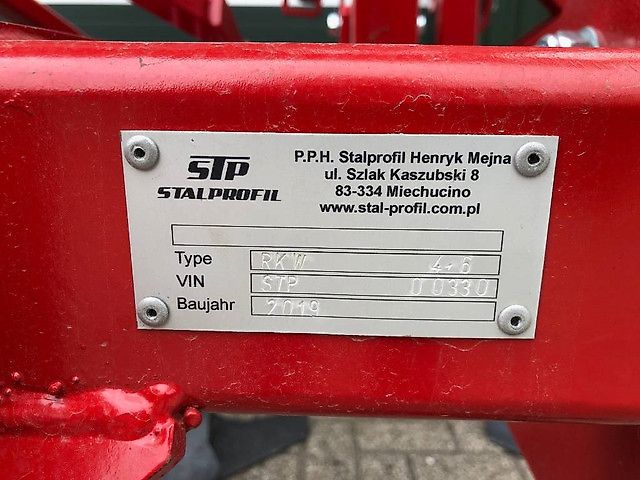 STP
STALPROFIL
P.P.H. Stalprofil Henryk Mejna
ul. Szlak Kaszubski 8
83-334 Miechucino
www.stal-profil.com.pl
Type RKW 4-6
VIN STP 00330
Baujahr 2019